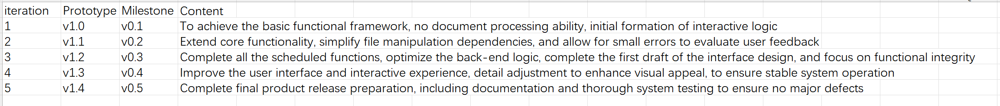 iteration Prototype Milestone Content
1 v1.0 v0.1 To achieve the basic functional framework, no document processing ability, initial formation of interactive logic
2 v1.1 v0.2 Extend core functionality, simplify file manipulation dependencies, and allow for small errors to evaluate user feedback
3 v1.2 v0.3 Complete all the scheduled functions, optimize the back-end logic, complete the first draft of the interface design, and focus on functional integrity
4 v1.3 v0.4 Improve the user interface and interactive experience, detail adjustment to enhance visual appeal, to ensure stable system operation
5 v1.4 v0.5 Complete final product release preparation, including documentation and thorough system testing to ensure no major defects